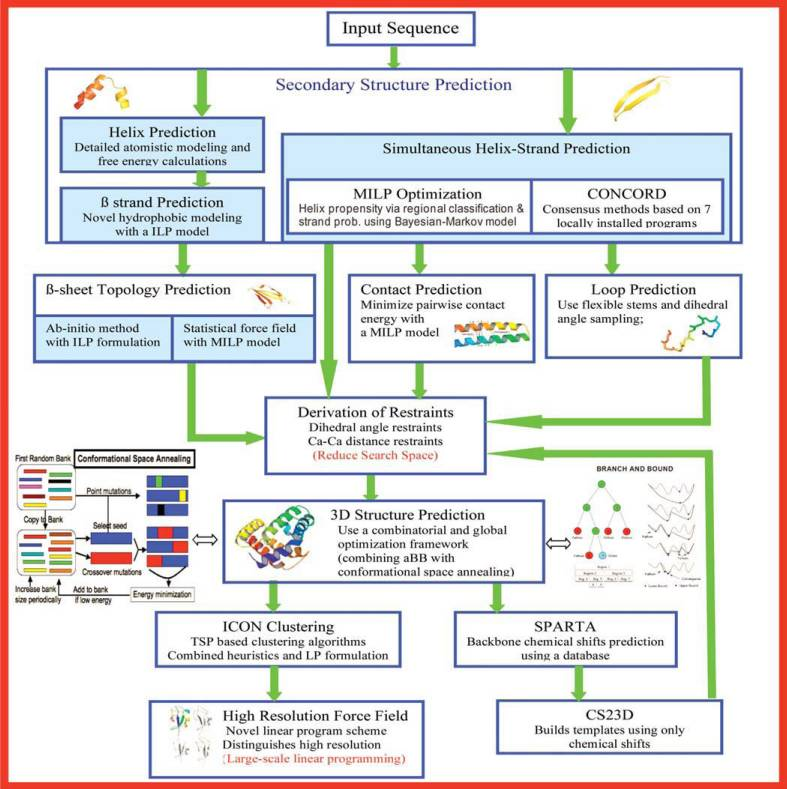 Input Sequence
Secondary Structure Prediction
Helix Prediction
Detailed atomistic modeling and
free energy calculations
ß strand Prediction
Novel hydrophobic modeling
with a ILP model
Simultaneous Helix-Strand Prediction
MILP Optimization
Helix propensity via regional classification &
strand prob. using Bayesian-Markov model
CONCORD
Consensus methods based on 7
locally installed programs
ß-sheet Topology Prediction
Ab-initio method
with ILP formulation
Statistical force field
with MILP model
Contact Prediction
Minimize pairwise contact
energy with
a MILP model
Loop Prediction
Use flexible stems and dihedral
angle sampling;
Derivation of Restraints
Dihedral angle restraints
Ca-Ca distance restraints
(Reduce Search Space)
First Random Bank
Conformational Space Annealing
Point mutations
Copy to Bank
Select seed
Crossover mutations
Increase bank
size periodically
Add to bank
if low energy
Energy minimization
3D Structure Prediction
Use a combinatorial and global
optimization framework
(combining aBB with
conformational space annealing)
BRANCH AND BOUND
ICON Clustering
TSP based clustering algorithms
Combined heuristics and LP formulation
SPARTA
Backbone chemical shifts prediction
using a database
High Resolution Force Field
Novel linear program scheme
Distinguishes high resolution
(Large-scale linear programming)
CS23D
Builds templates using only
chemical shifts